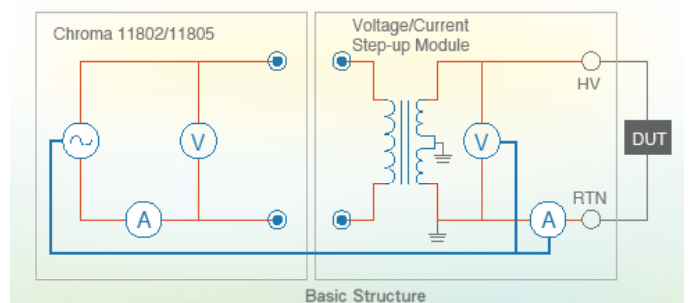 Chroma 11802/11805
Voltage/Current
Step-up Module
HV
V
V
DUT
RTN
A
A
Basic Structure